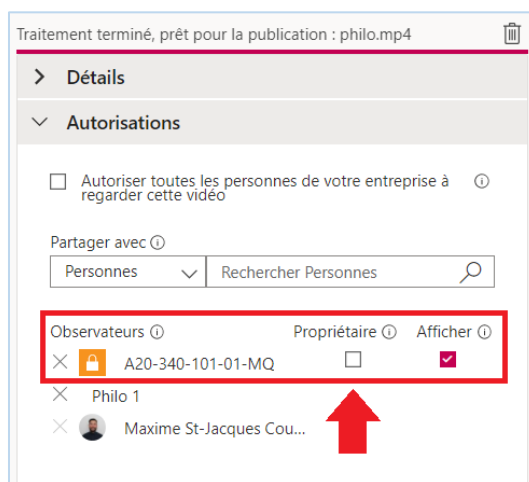 Traitement terminé, prêt pour la publication : philo.mp4
Détails
Autorisations
Autoriser toutes les personnes de votre entreprise à
regarder cette vidéo
Partager avec
Personnes Rechercher Personnes
Observateurs Propriétaire Afficher
A20-340-101-01-MQ
Philo 1
Maxime St-Jacques Cou...